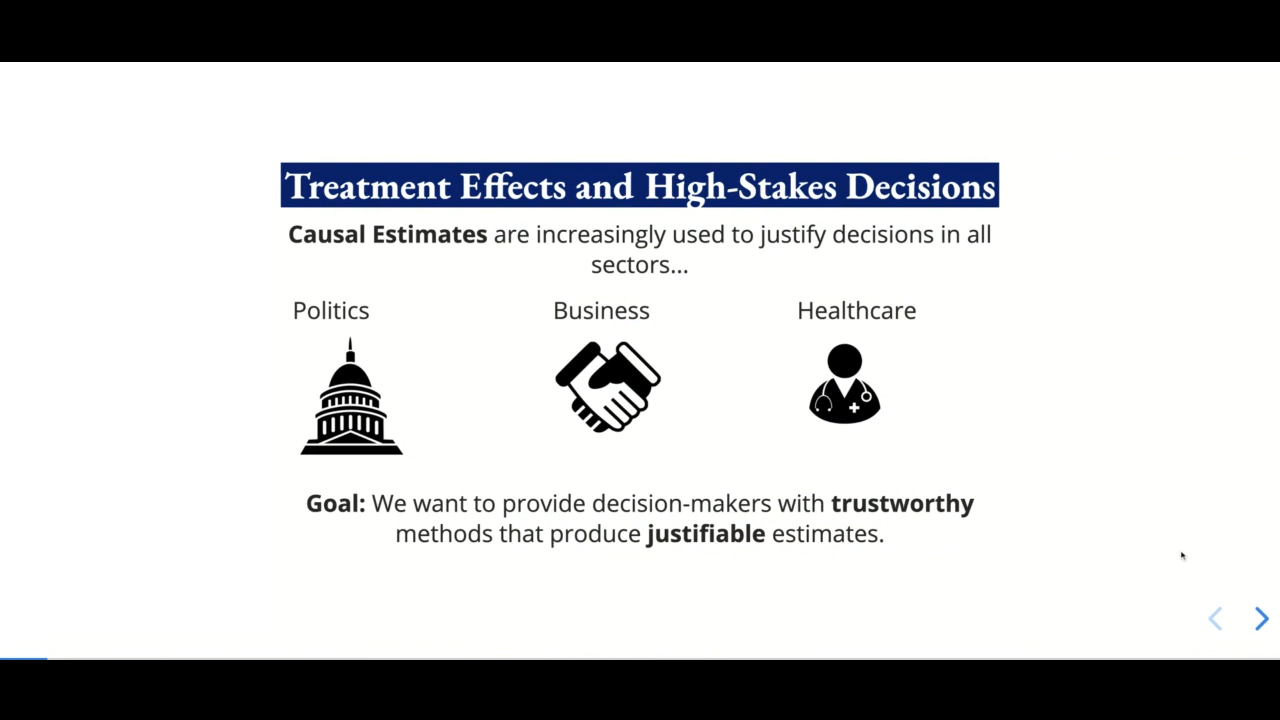 Treatment Effects and High-Stakes Decisions
Causal Estimates are increasingly used to justify decisions in all
sectors...
Politics
Business
Healthcare
Goal: We want to provide decision-makers with trustworthy
methods that produce justifiable estimates.